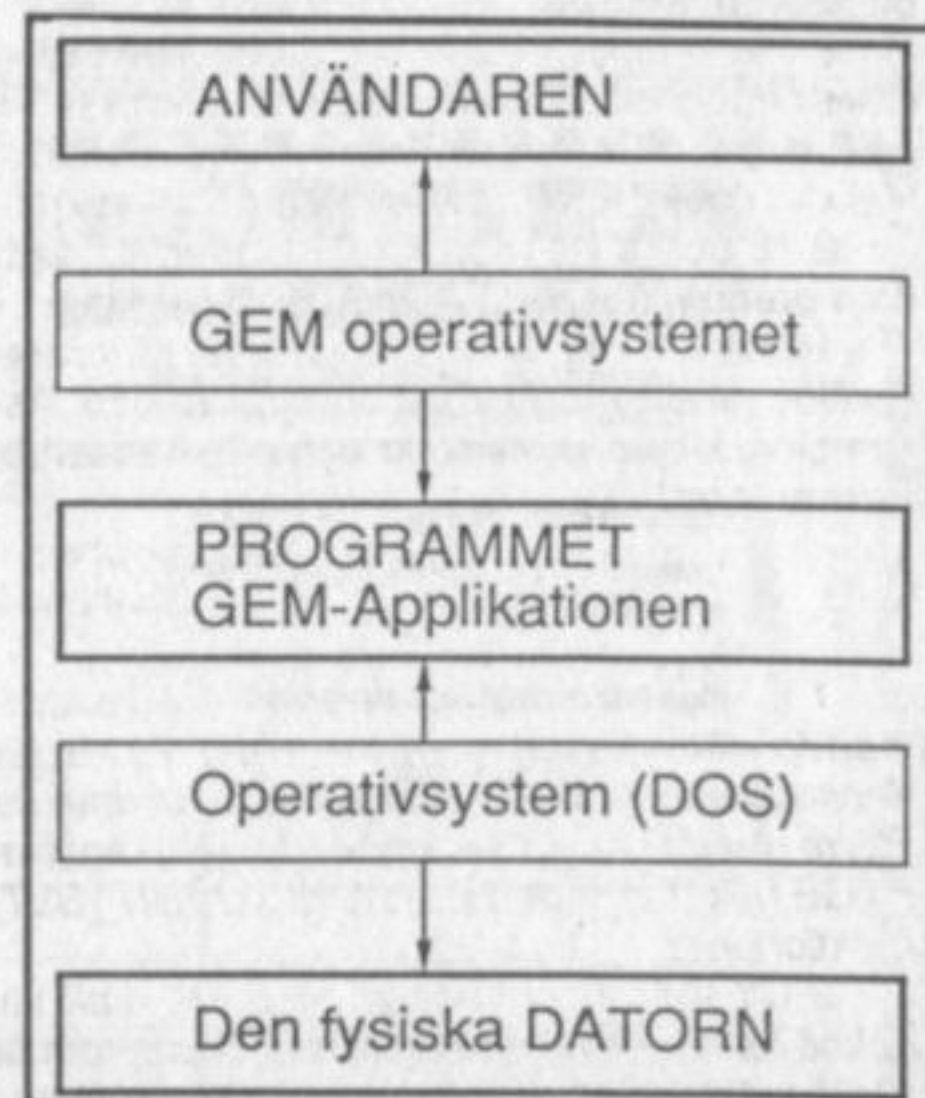 ANVÄNDAREN
GEM operativsystemet
PROGRAMMET
GEM-Applikationen
Operativsystem (DOS)
Den fysiska DATORN